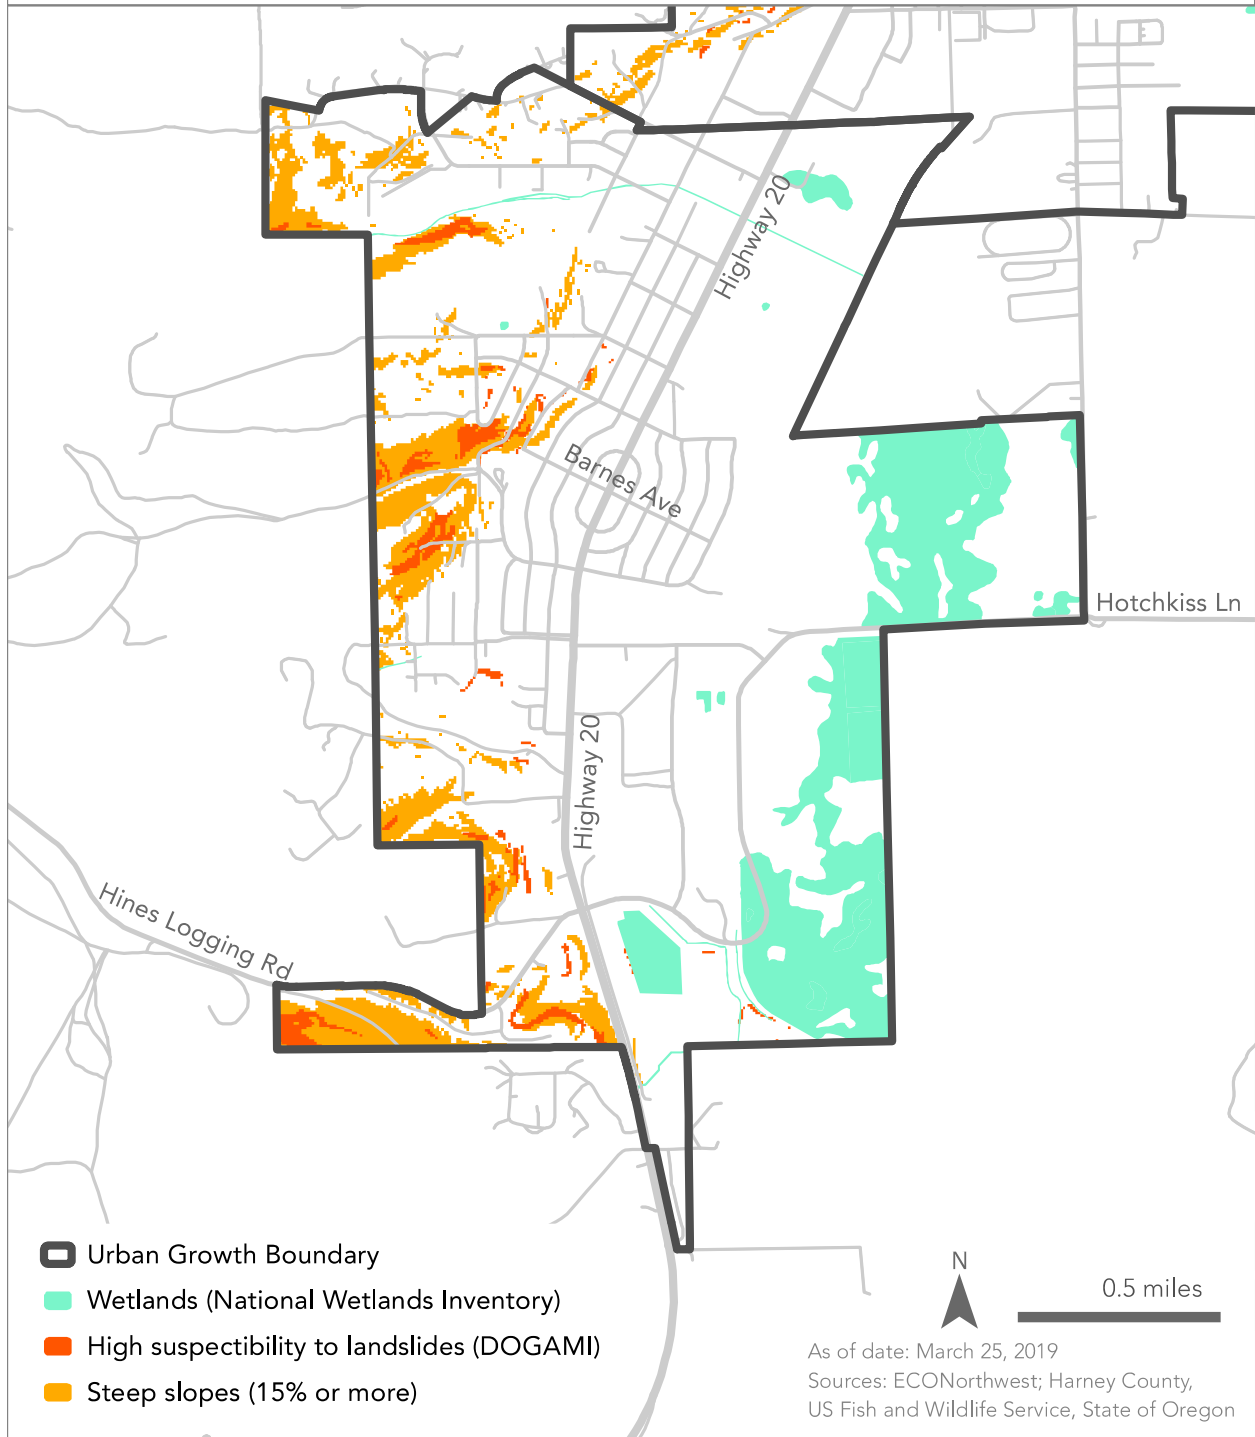 Highway 20
Barnes Ave
Hotchkiss Ln
Highway 20
Hines Logging Rd
Urban Growth Boundary
Wetlands (National Wetlands Inventory)
High suspectibility to landslides (DOGAMI)
Steep slopes (15% or more)
N
0.5 miles
As of date: March 25, 2019
Sources: ECONorthwest; Harney County,
US Fish and Wildlife Service, State of Oregon